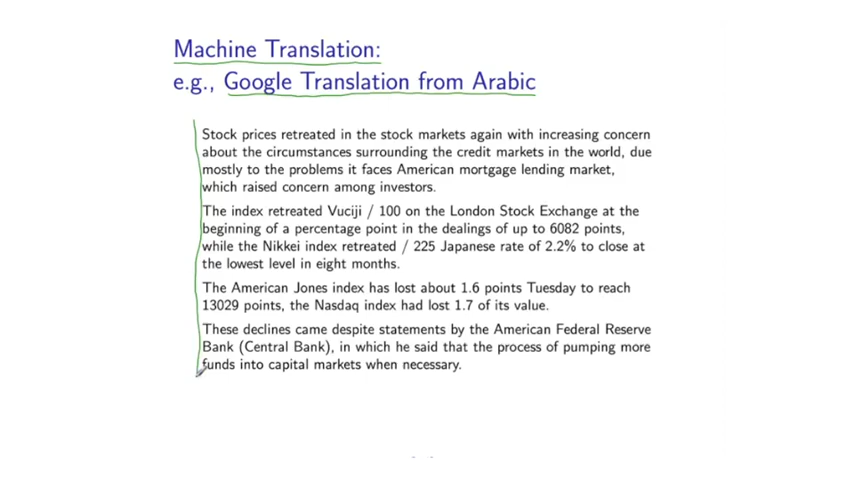 Machine Translation:
e.g., Google Translation from Arabic
Stock prices retreated in the stock markets again with increasing concern
about the circumstances surrounding the credit markets in the world, due
mostly to the problems it faces American mortgage lending market,
which raised concern among investors.
The index retreated Vuciji / 100 on the London Stock Exchange at the
beginning of a percentage point in the dealings of up to 6082 points,
while the Nikkei index retreated / 225 Japanese rate of 2.2% to close at
the lowest level in eight months.
The American Jones index has lost about 1.6 points Tuesday to reach
13029 points, the Nasdaq index had lost 1.7 of its value.
These declines came despite statements by the American Federal Reserve
Bank (Central Bank), in which he said that the process of pumping more
funds into capital markets when necessary.